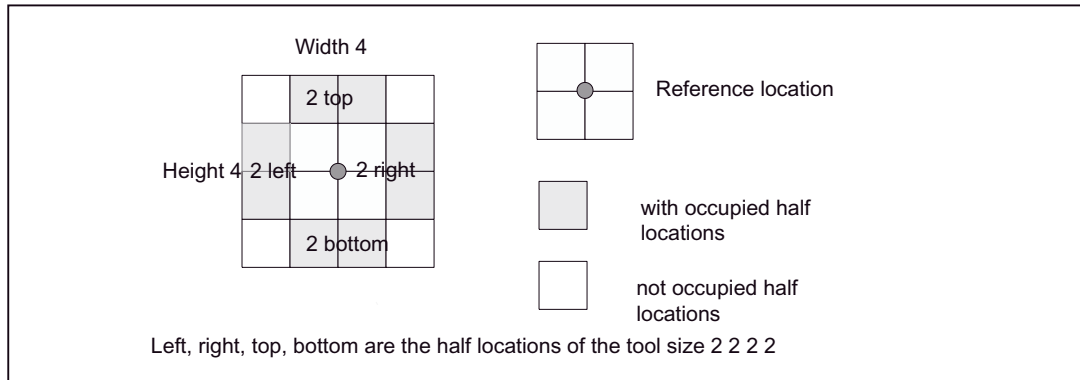 Width 4
2 top
Reference location
Height 4 2 left
2 right
with occupied half
locations
2 bottom
not occupied half
locations
Left, right, top, bottom are the half locations of the tool size 2 2 2 2